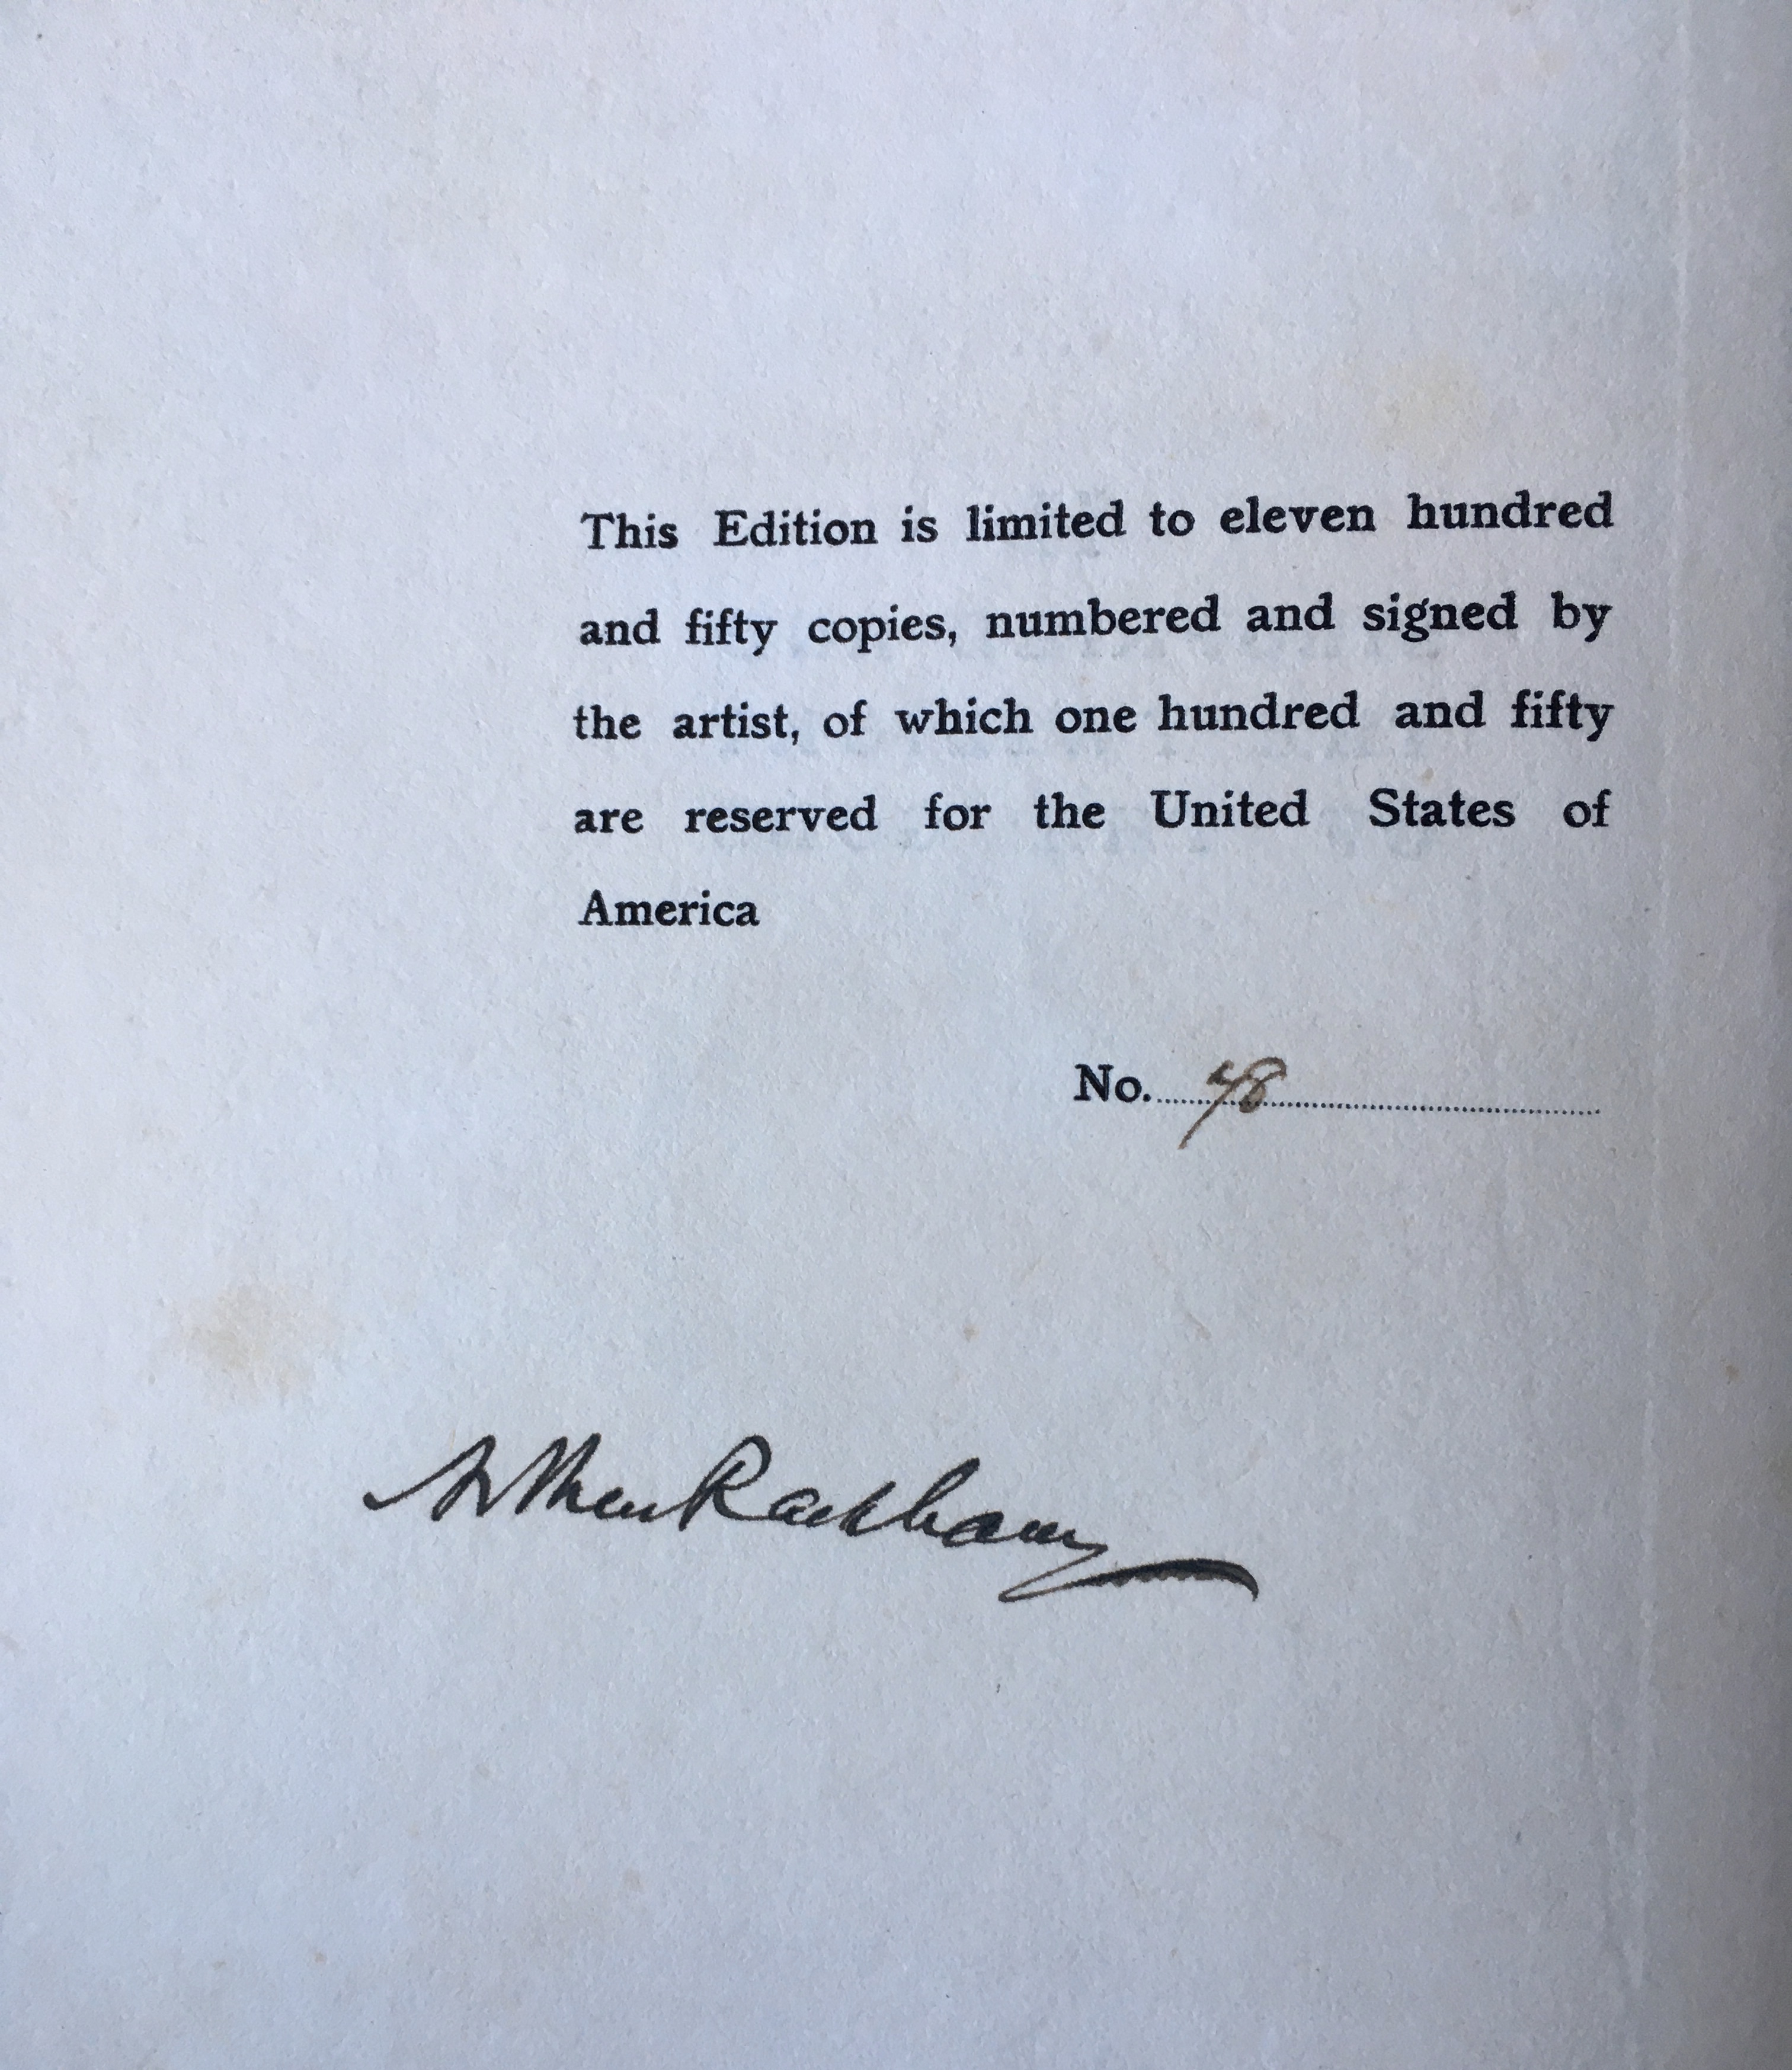 This Edition is limited to eleven hundred
and fifty copies, numbered and signed by
the artist, of which one hundred and fifty
are reserved for the United States of
America
No. 48
Arthur Rackham